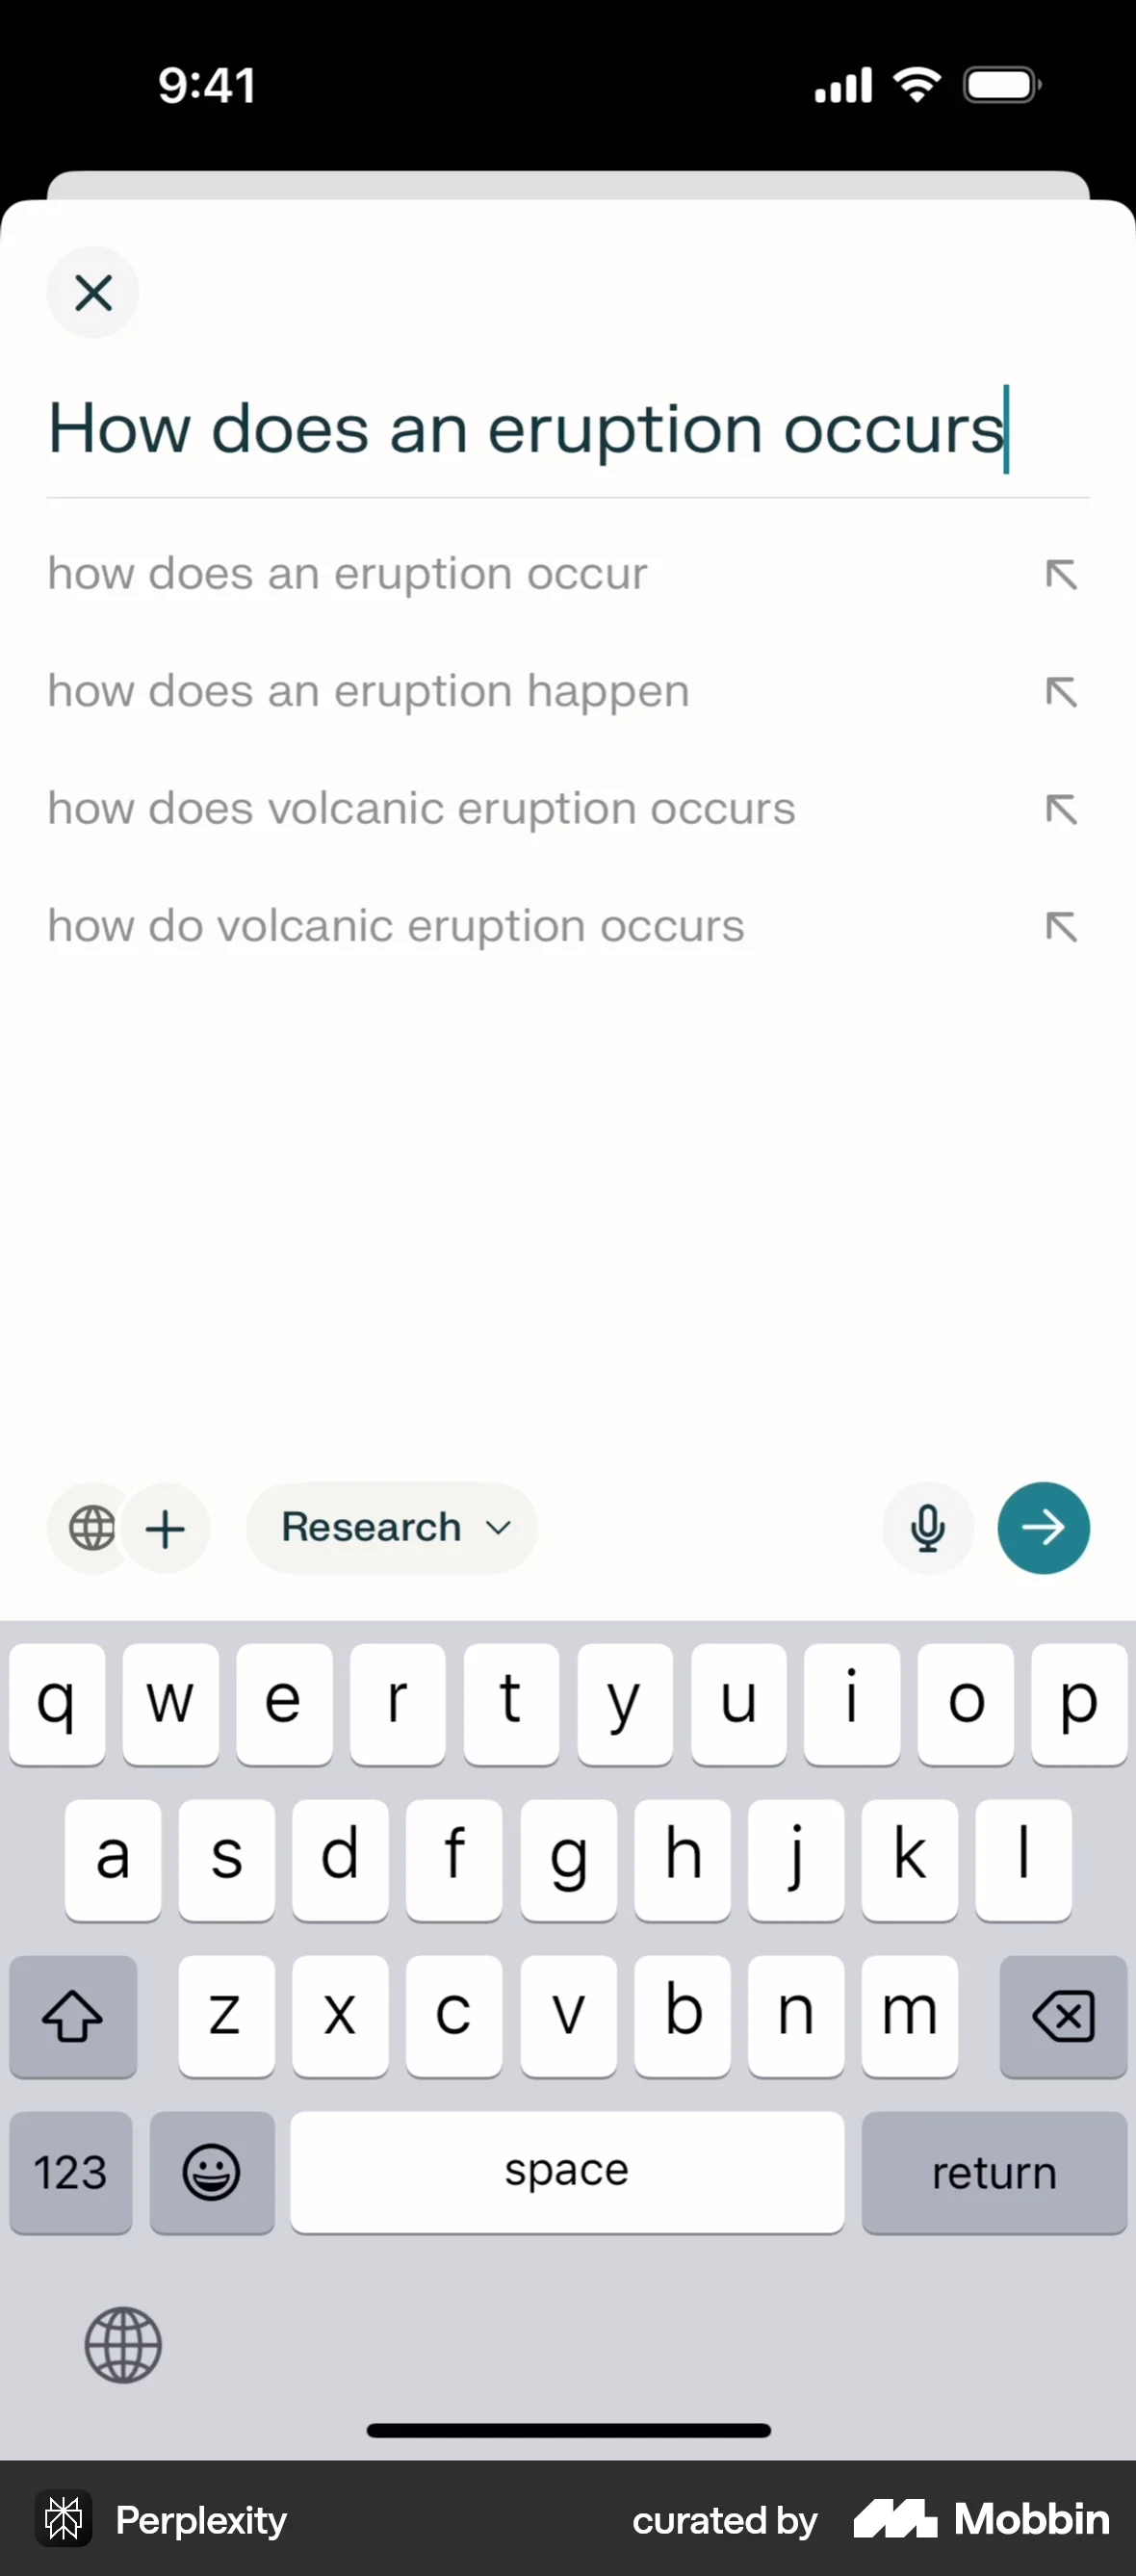 9:41
How does an eruption occurs
how does an eruption occur
how does an eruption happen
how does volcanic eruption occurs
how do volcanic eruption occurs
Research
q w e r t y u i o p
a s d f g h j k l
z x c v b n m
123 space return
Perplexity curated by Mobbin